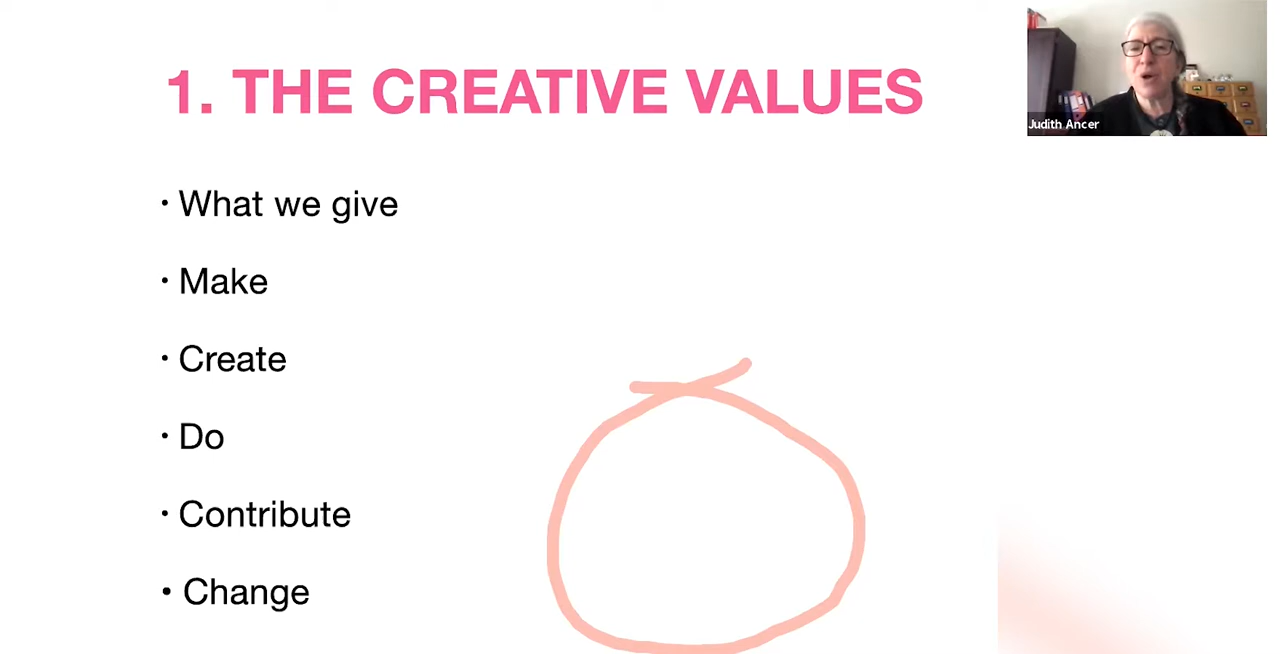 1. THE CREATIVE VALUES
Judith Ancer
• What we give
• Make
• Create
• Do
• Contribute
• Change